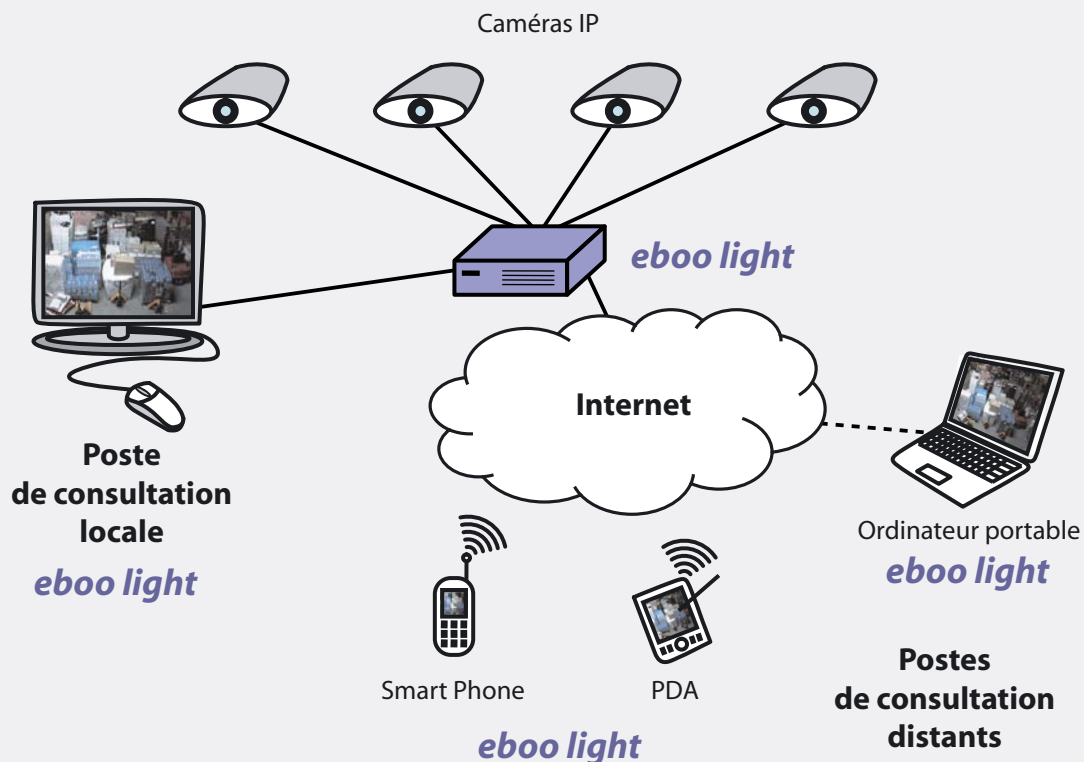 Caméras IP
eboo light
Internet
Poste
de consultation
locale
eboo light
Ordinateur portable
eboo light
Smart Phone
PDA
eboo light
Postes
de consultation
distants